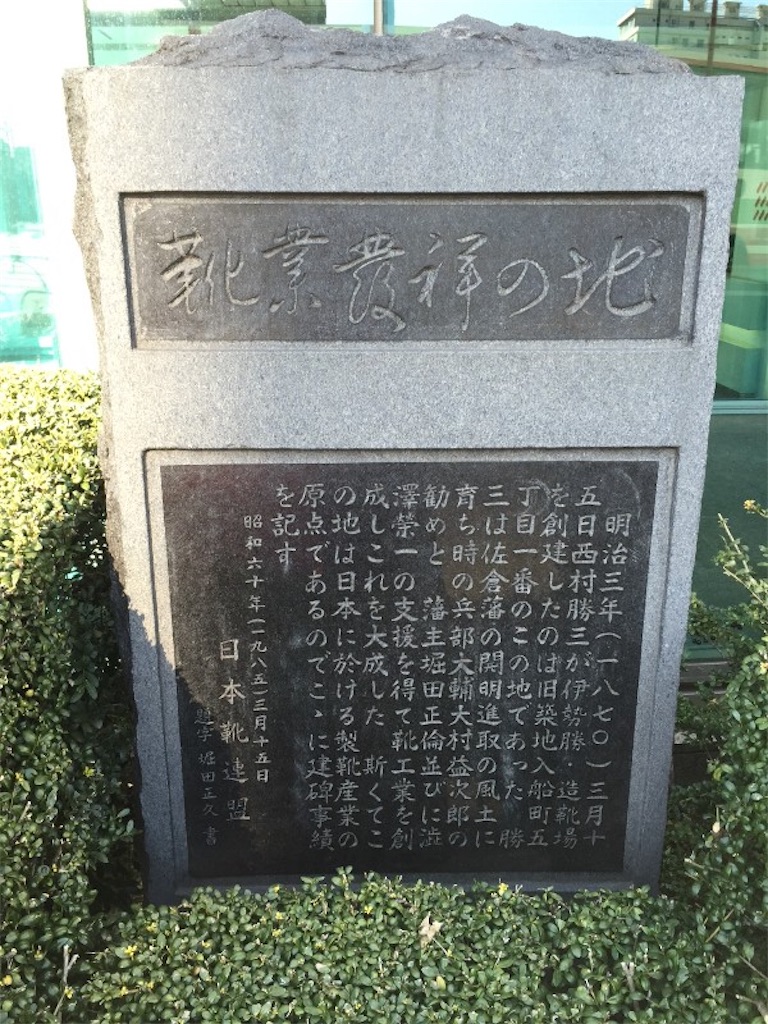 靴業發祥の地
明治三年(一八七〇)三月十
五日西村勝三が伊勢勝・造靴場
を創建したのは旧築地入船町五
丁目一番のこの地であった 勝
三は佐倉藩の開明進取の風土に
育ち時の兵部大輔大村益次郎の
勧めと 藩主堀田正倫並びに澁
澤榮一の支援を得て靴工業を創
成しこれを大成した 斯くてこ
の地は日本に於ける製靴産業の
原点であるのでこゝに建碑事績
を記す
昭和六十年(一九八五)三月十五日
日本靴連盟
題字 堀田正久 書